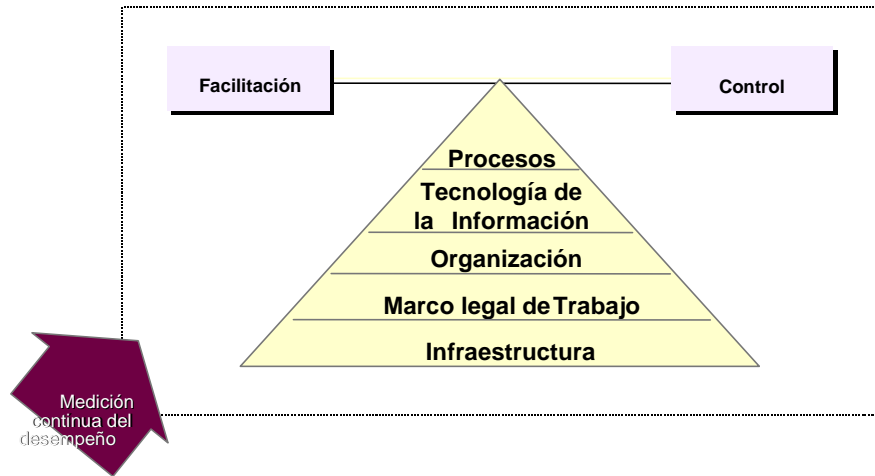 Facilitación
Control
Procesos
Tecnología de
la Información
Organización
Marco legal de Trabajo
Infraestructura
Medición
continua del
desempeño